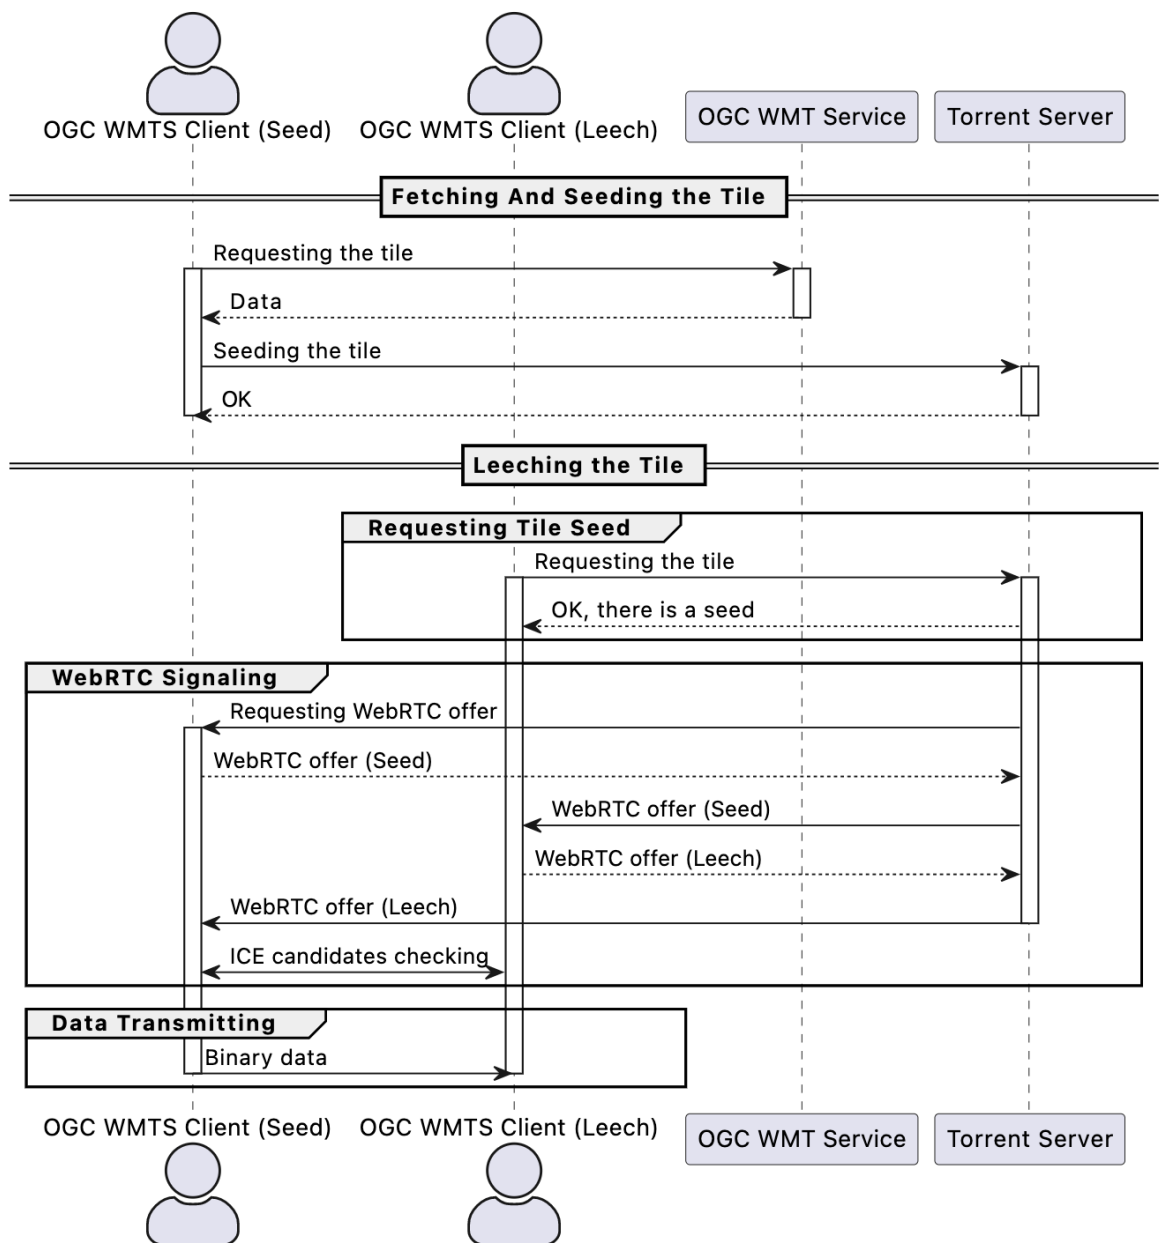 OGC WMTS Client (Seed)
OGC WMTS Client (Leech)
OGC WMT Service
Torrent Server
Fetching And Seeding the Tile
Requesting the tile
Data
Seeding the tile
OK
Leeching the Tile
Requesting Tile Seed
Requesting the tile
OK, there is a seed
WebRTC Signaling
Requesting WebRTC offer
WebRTC offer (Seed)
WebRTC offer (Seed)
WebRTC offer (Leech)
WebRTC offer (Leech)
ICE candidates checking
Data Transmitting
Binary data
OGC WMTS Client (Seed)
OGC WMTS Client (Leech)
OGC WMT Service
Torrent Server